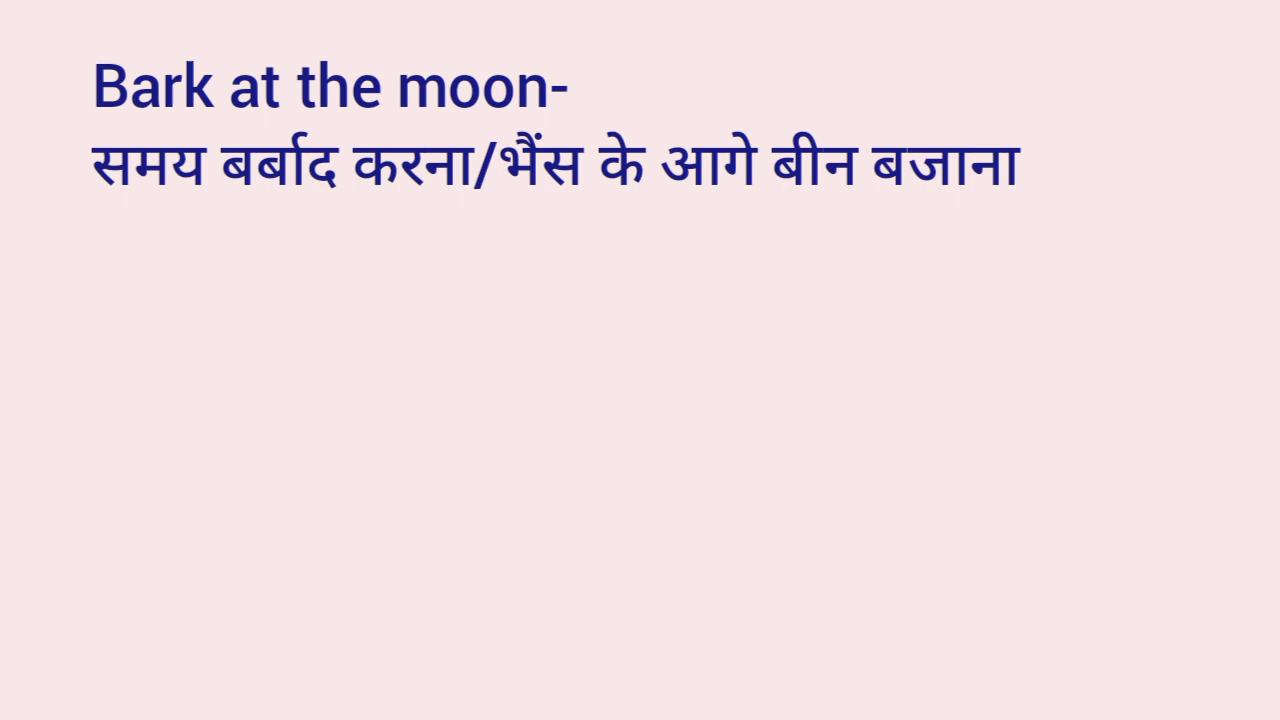 Bark at the moon-
समय बर्बाद करना/भैंस के आगे बीन बजाना